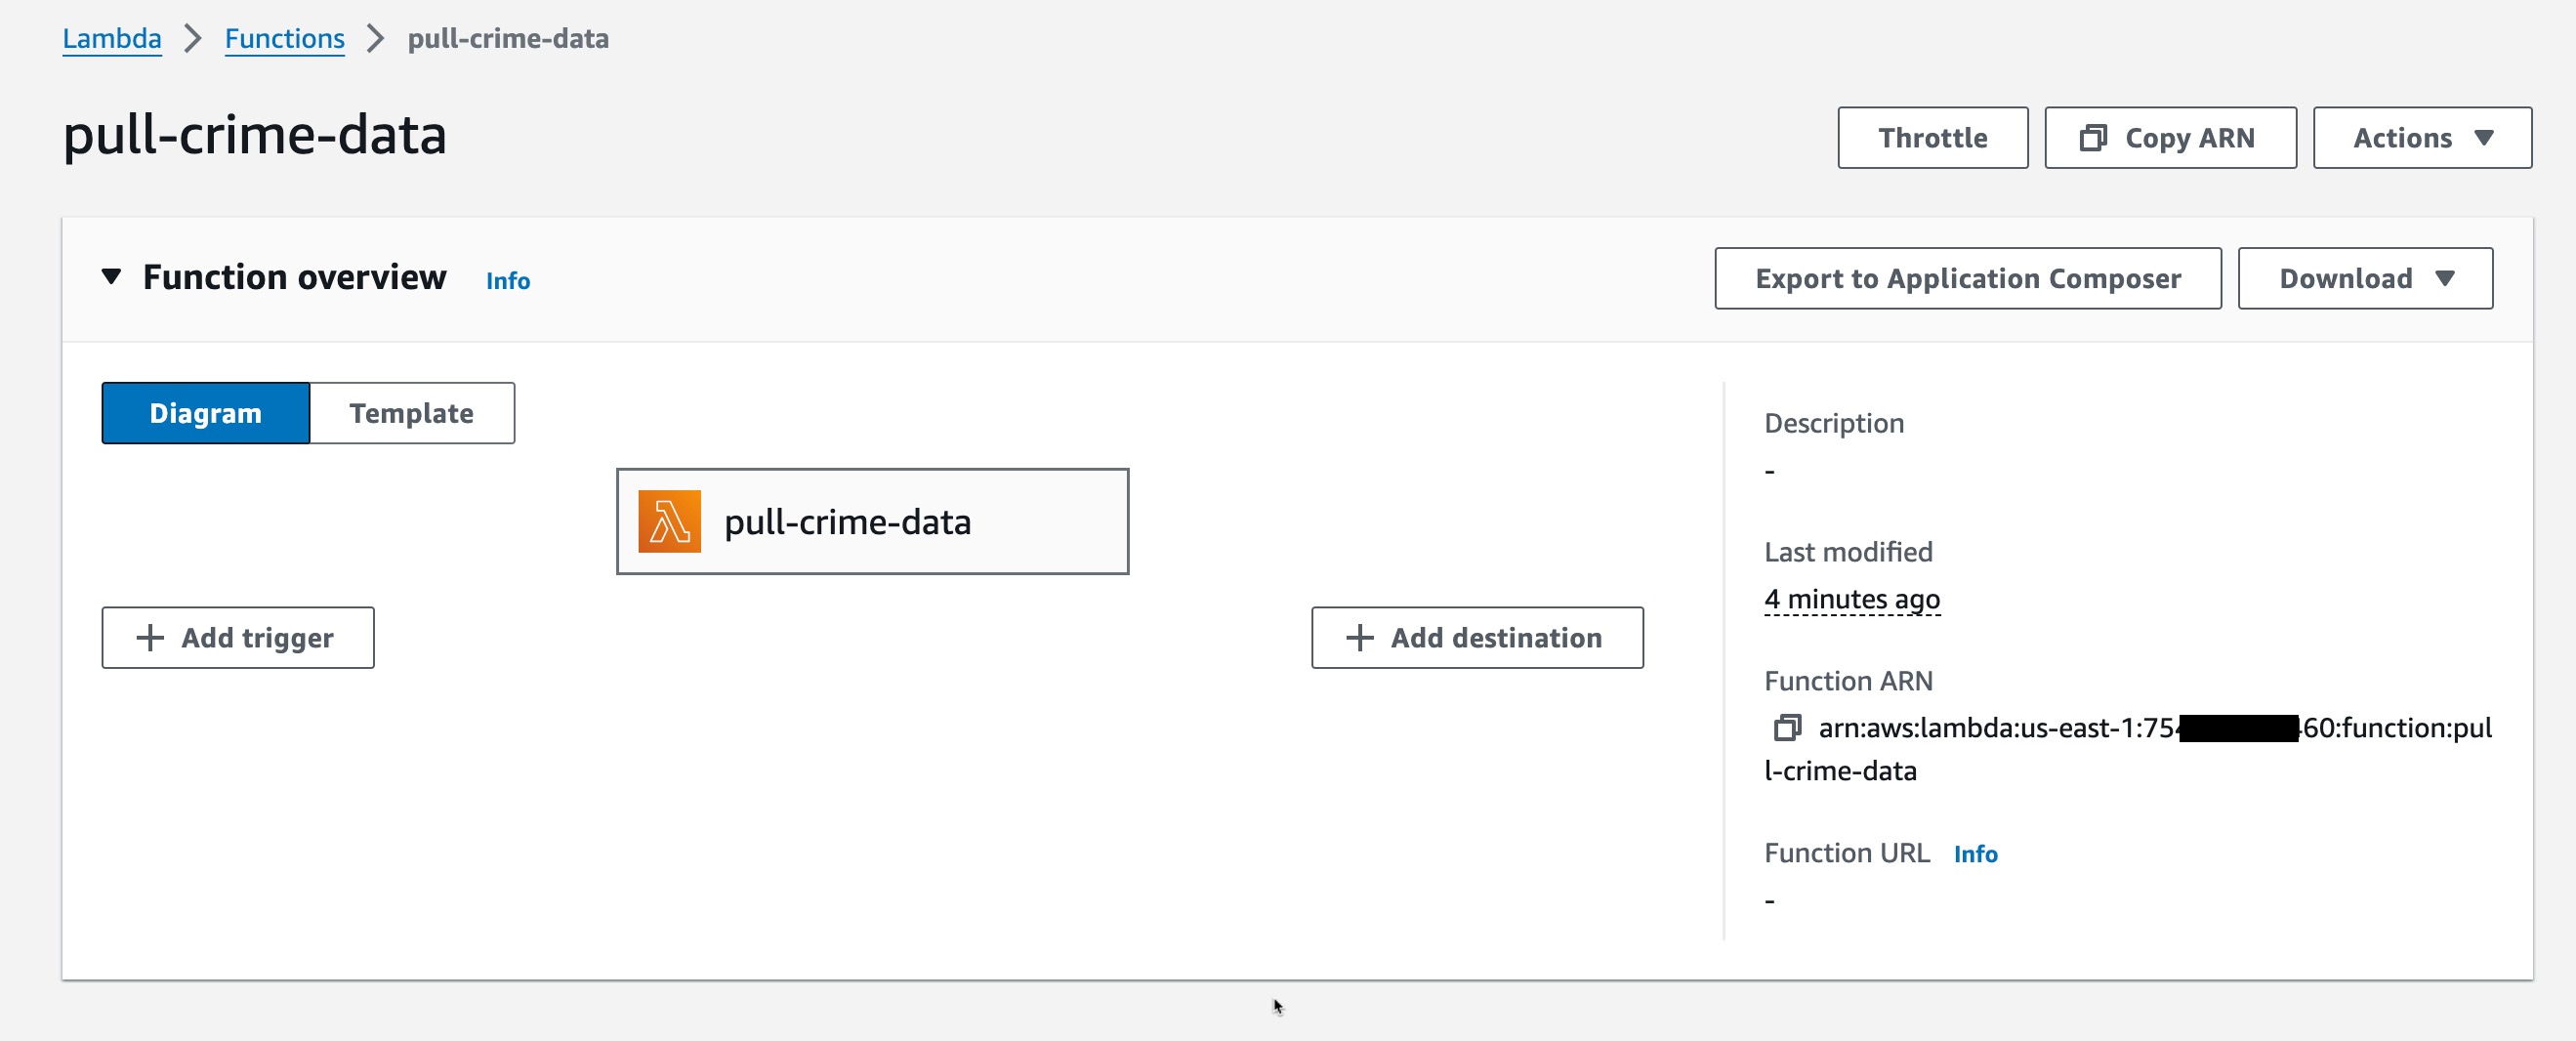 Lambda > Functions > pull-crime-data
pull-crime-data
Throttle
Copy ARN
Actions
Function overview Info
Export to Application Composer
Download
Diagram
Template
pull-crime-data
+ Add trigger
+ Add destination
Description
-
Last modified
4 minutes ago
Function ARN
arn:aws:lambda:us-east-1:75 60:function:pul
l-crime-data
Function URL Info
-